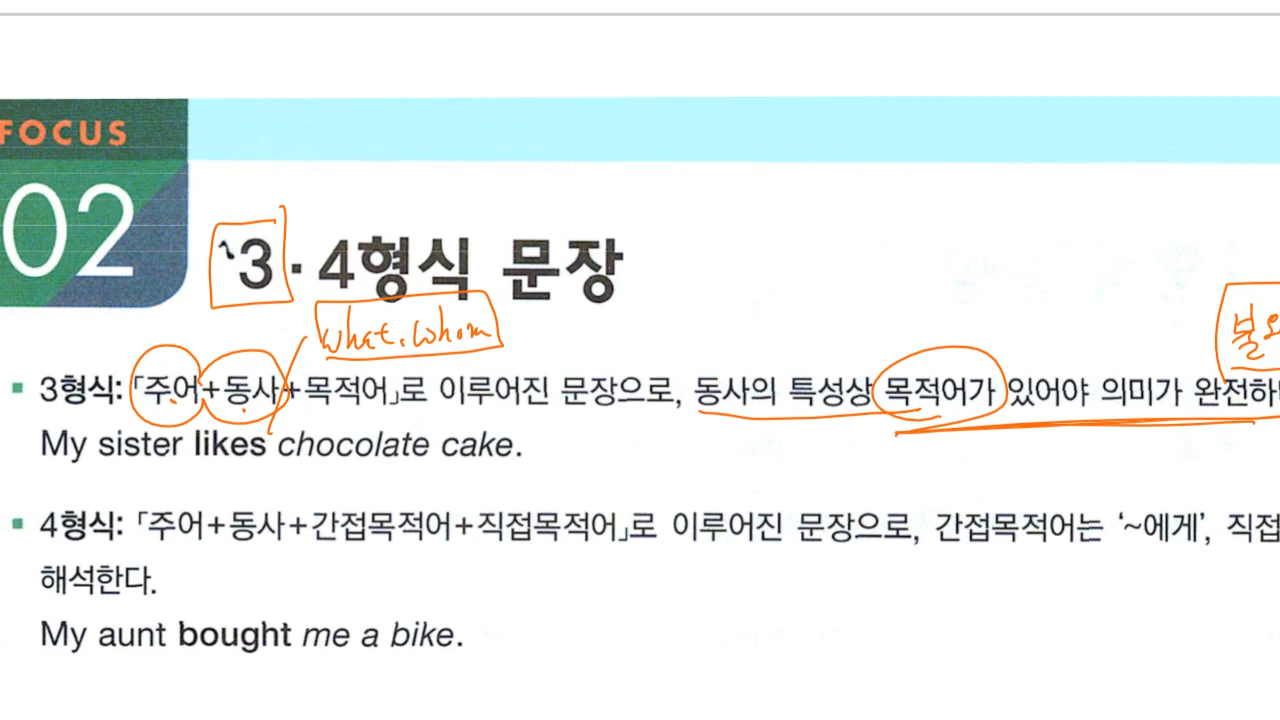 FOCUS
02
3·4형식 문장
what. whom
3형식: 「주어+동사+목적어」로 이루어진 문장으로, 동사의 특성상 목적어가 있어야 의미가 완전하
My sister likes chocolate cake.
4형식: 「주어+동사+간접목적어+직접목적어」로 이루어진 문장으로, 간접목적어는 ‘~에게’, 직접
해석한다.
My aunt bought me a bike.